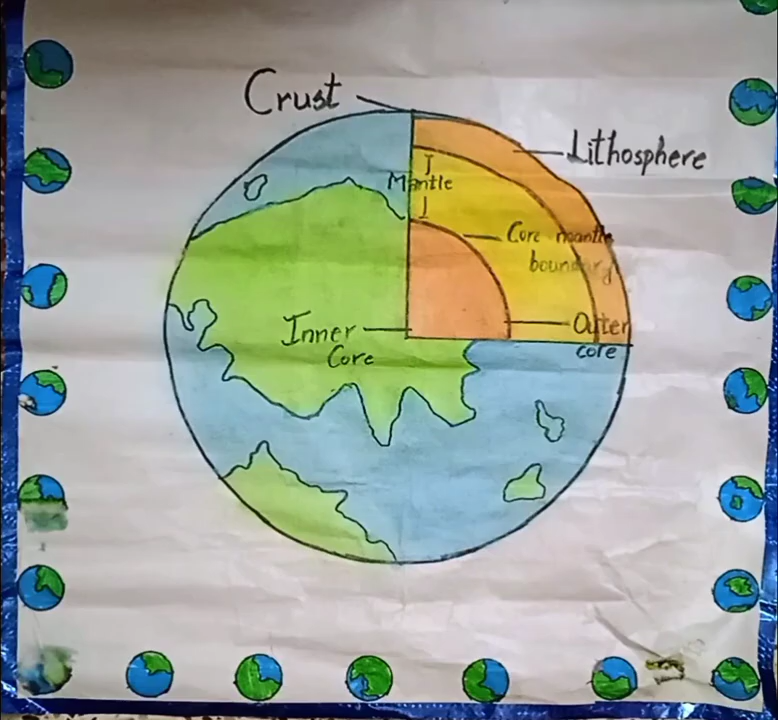 Crust
Lithosphere
Mantle
Core mantle
boundary
Inner
Core
Outer
core